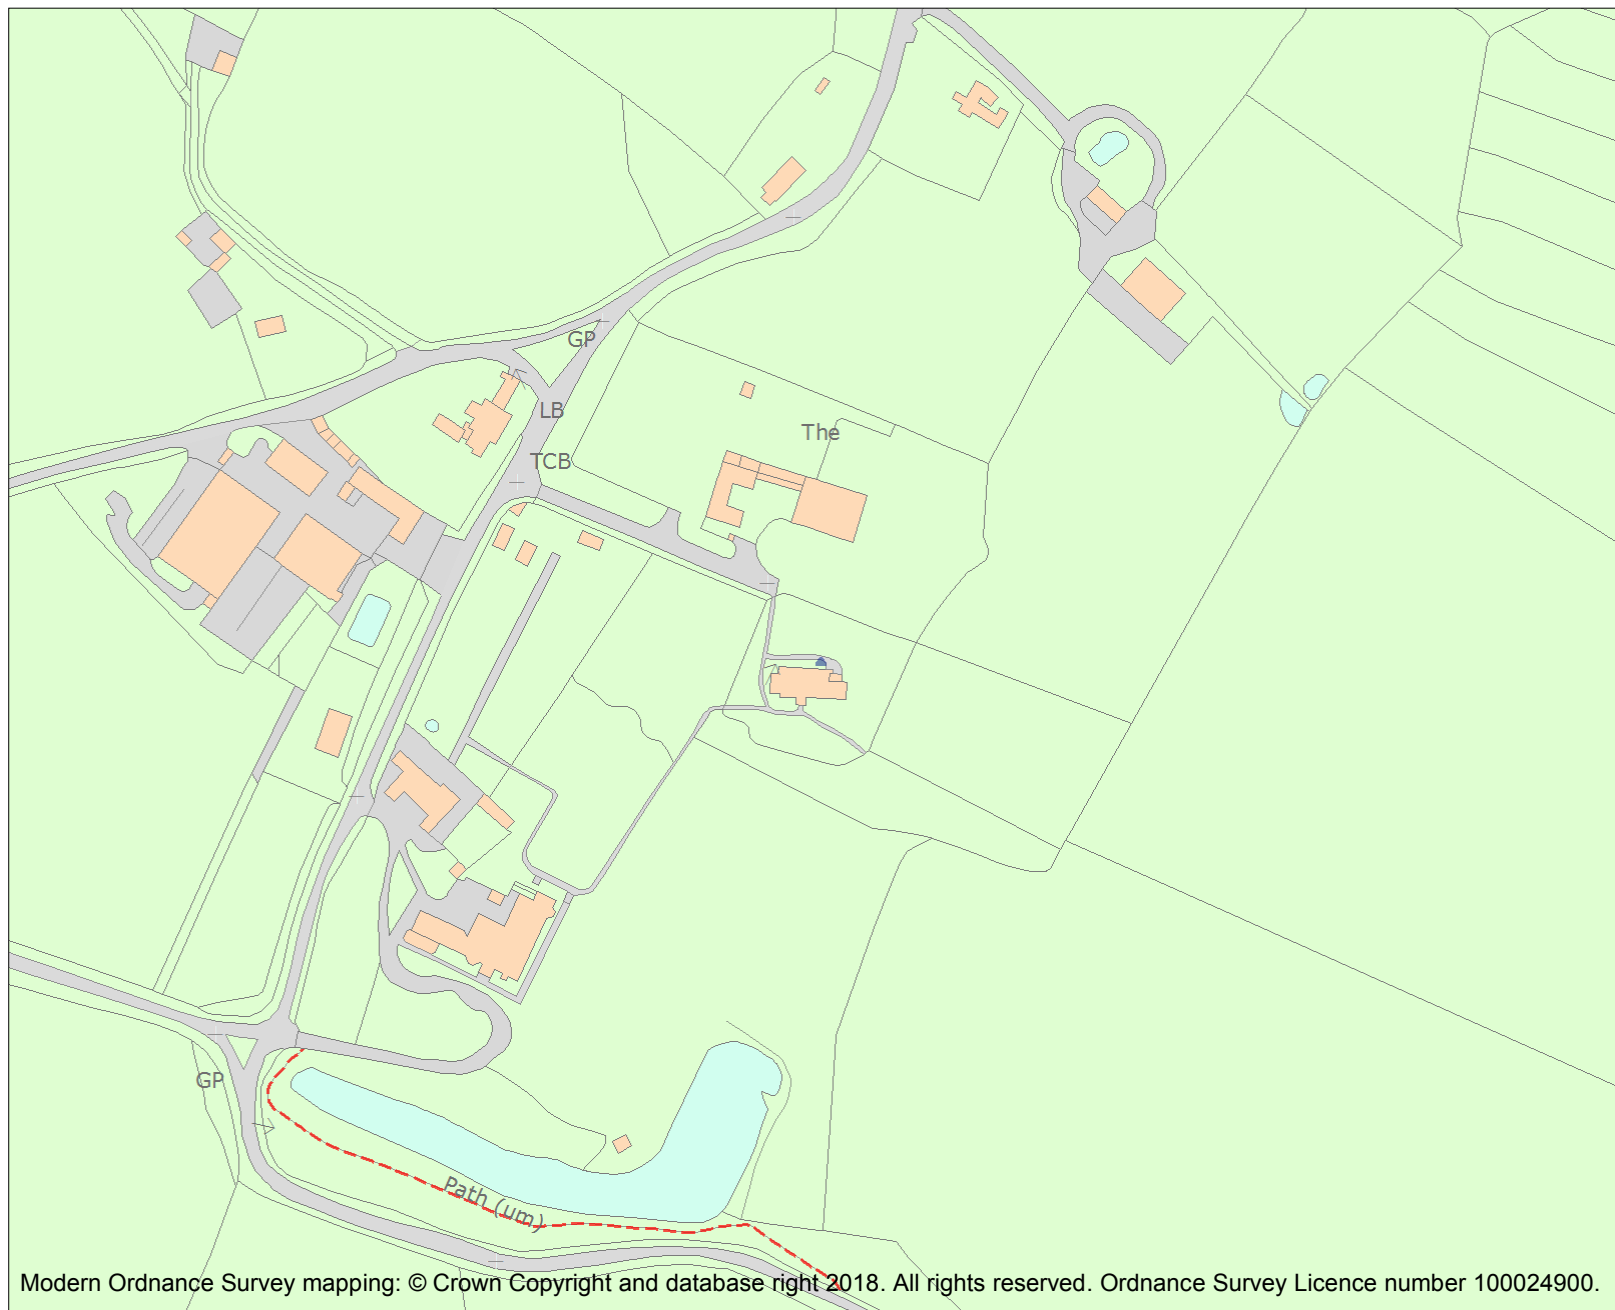 GP
LB
The
TCB
GP
Path (um)
Modern Ordnance Survey mapping: © Crown Copyright and database right 2018. All rights reserved. Ordnance Survey Licence number 100024900.